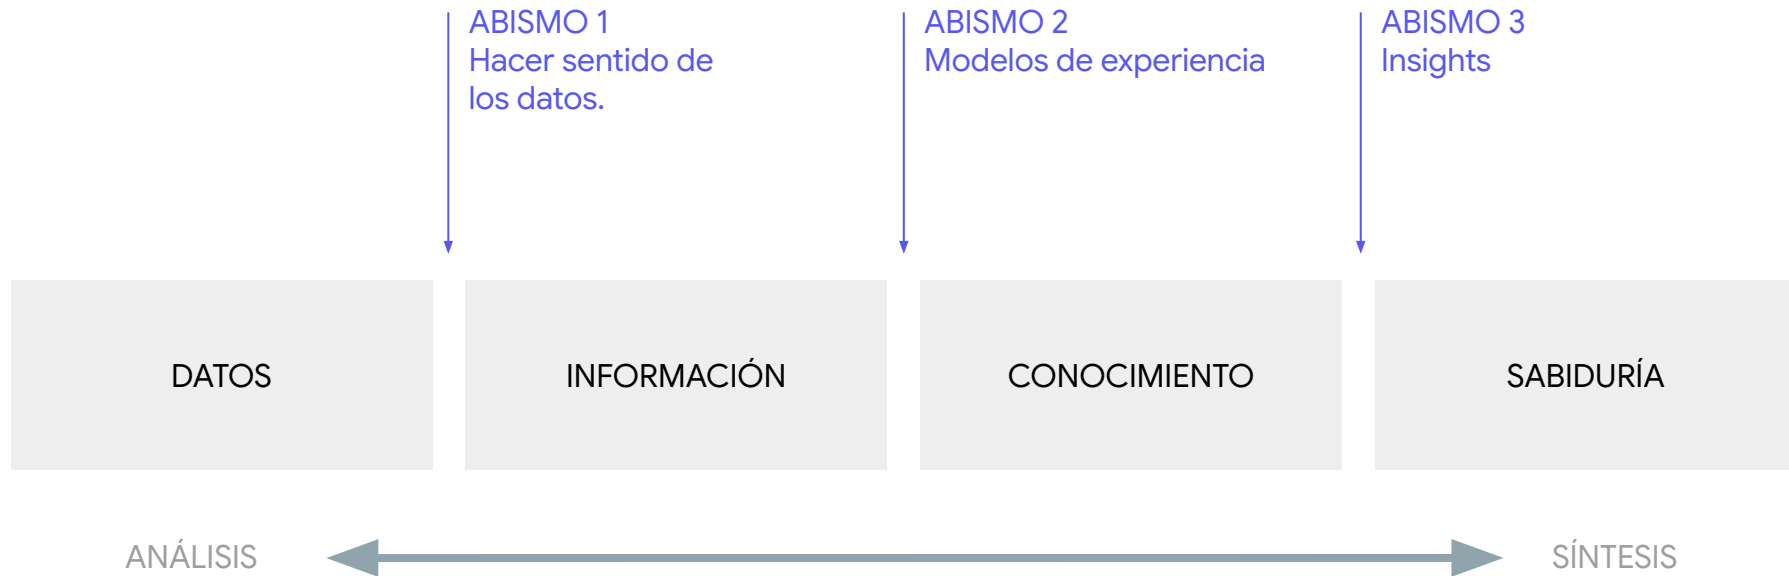 ABISMO 1
Hacer sentido de
los datos.
ABISMO 2
Modelos de experiencia
ABISMO 3
Insights
DATOS
INFORMACIÓN
CONOCIMIENTO
SABIDURÍA
ANÁLISIS
SÍNTESIS